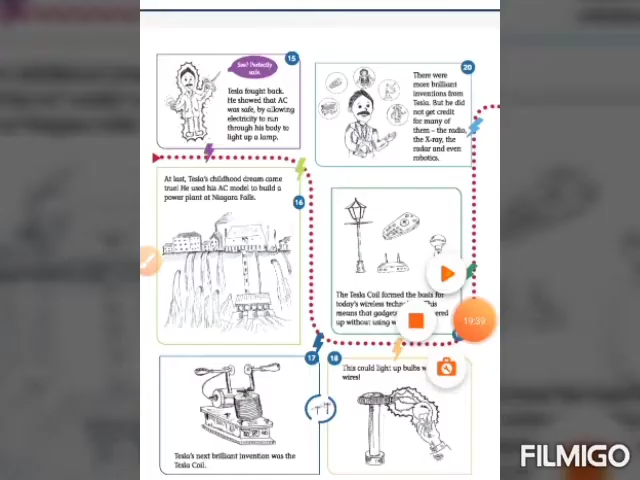 15
See? Perfectly
safe.
Tesla fought back.
He showed that AC
was safe, by allowing
electricity to run
through his body to
light up a lamp.
At last, Tesla's childhood dream came
true! He used his AC model to build a
power plant at Niagara Falls.
16
17
Tesla's next brilliant invention was the
Tesla Coil.
18
This could light up bulbs
wires!
The Tesla Coil formed the basis for
today's wireless This
means that gadgets
up without using
20
There were
more brilliant
inventions from
Tesla. But he did
not get credit
for many of
them – the radio,
the X-ray, the
radar and even
robotics.
19:39
FILMIGO